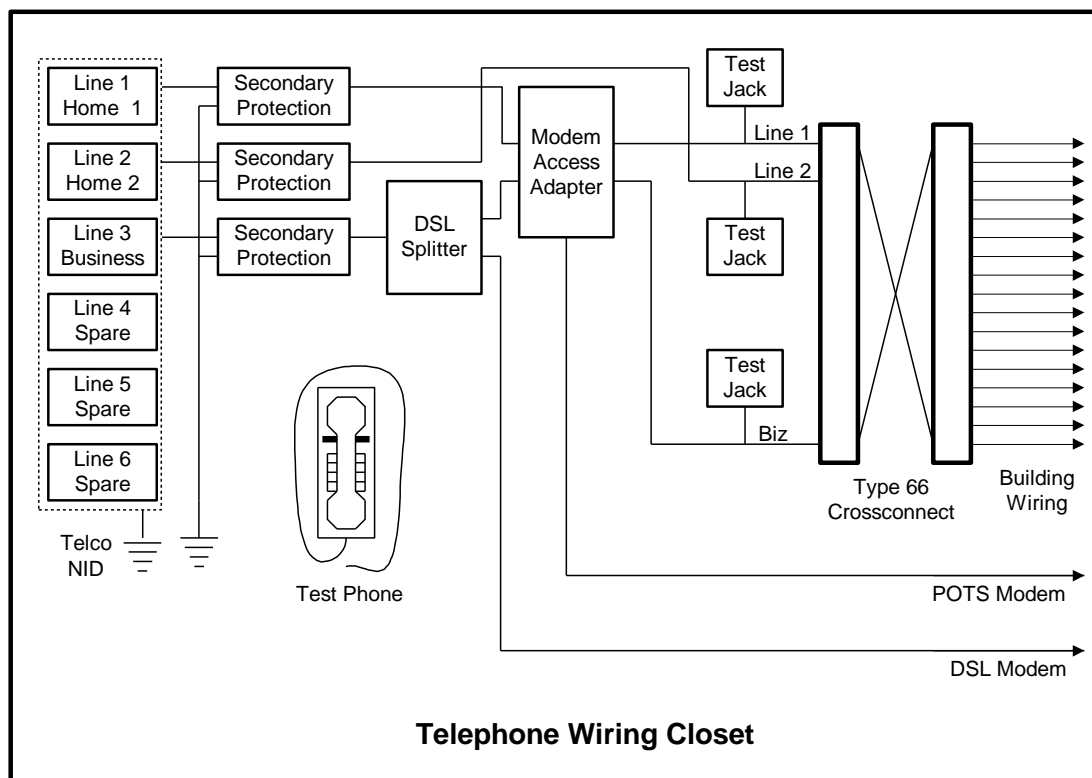 Line 1
Home 1
Line 2
Home 2
Line 3
Business
Line 4
Spare
Line 5
Spare
Line 6
Spare
Telco
NID
Secondary
Protection
Secondary
Protection
Secondary
Protection
DSL
Splitter
Modem
Access
Adapter
Test
Jack
Line 1
Line 2
Test
Jack
Test
Jack
Biz
Type 66
Crossconnect
Building
Wiring
Test Phone
POTS Modem
DSL Modem
Telephone Wiring Closet